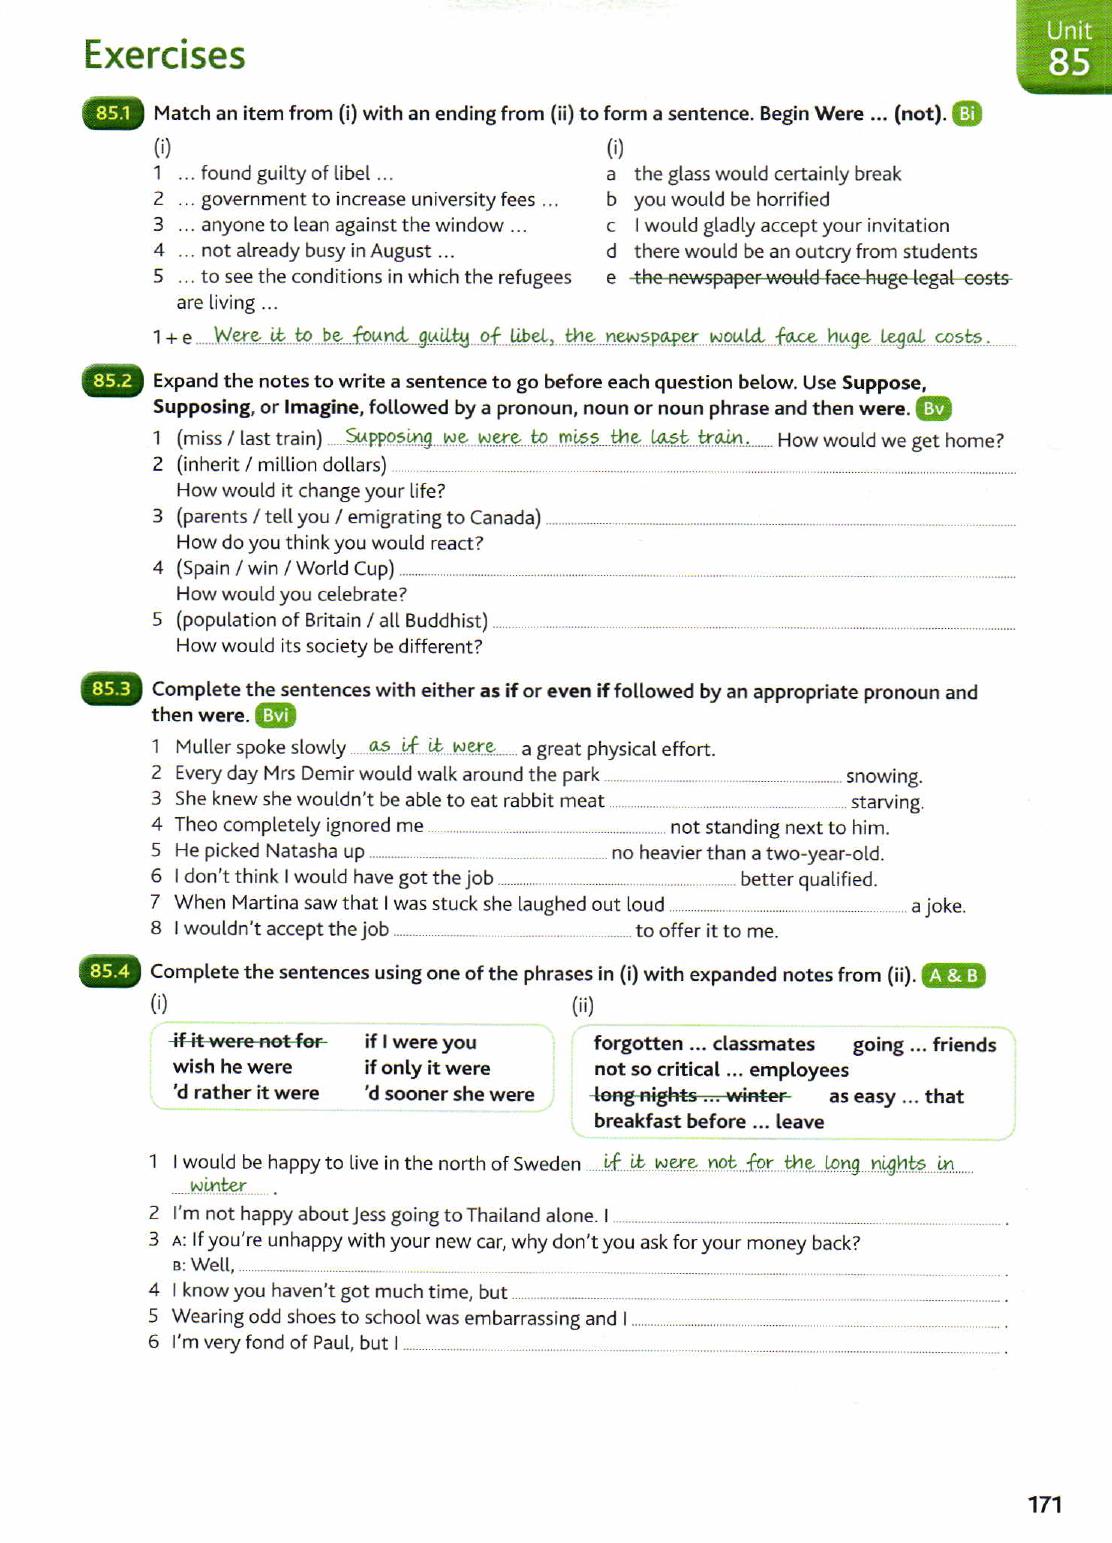 Unit
85
Exercises
85.1 Match an item from (i) with an ending from (ii) to form a sentence. Begin Were ... (not). Bi
(i) (i)
1 ... found guilty of libel ... a the glass would certainly break
2 ... government to increase university fees ... b you would be horrified
3 ... anyone to lean against the window ... c I would gladly accept your invitation
4 ... not already busy in August ... d there would be an outcry from students
5 ... to see the conditions in which the refugees e the newspaper would face huge legal costs
are living ...
1 + e Were it to be found guilty of libel, the newspaper would face huge legal costs.
85.2 Expand the notes to write a sentence to go before each question below. Use Suppose,
Supposing, or Imagine, followed by a pronoun, noun or noun phrase and then were. Bv
1 (miss / last train) Supposing we were to miss the last train. How would we get home?
2 (inherit / million dollars)
How would it change your life?
3 (parents / tell you / emigrating to Canada)
How do you think you would react?
4 (Spain / win / World Cup)
How would you celebrate?
5 (population of Britain / all Buddhist)
How would its society be different?
85.3 Complete the sentences with either as if or even if followed by an appropriate pronoun and
then were. Bvi
1 Muller spoke slowly as if it were a great physical effort.
2 Every day Mrs Demir would walk around the park snowing.
3 She knew she wouldn't be able to eat rabbit meat starving.
4 Theo completely ignored me not standing next to him.
5 He picked Natasha up no heavier than a two-year-old.
6 I don't think I would have got the job better qualified.
7 When Martina saw that I was stuck she laughed out loud a joke.
8 I wouldn't accept the job to offer it to me.
85.4 Complete the sentences using one of the phrases in (i) with expanded notes from (ii). A & B
(i) (ii)
if it were not for if I were you
wish he were if only it were
'd rather it were 'd sooner she were
forgotten ... classmates going ... friends
not so critical ... employees
long nights ... winter as easy ... that
breakfast before ... leave
1 I would be happy to live in the north of Sweden if it were not for the long nights in
winter .
2 I'm not happy about Jess going to Thailand alone. I .
3 A: If you're unhappy with your new car, why don't you ask for your money back?
B: Well, .
4 I know you haven't got much time, but .
5 Wearing odd shoes to school was embarrassing and I .
6 I'm very fond of Paul, but I .
171